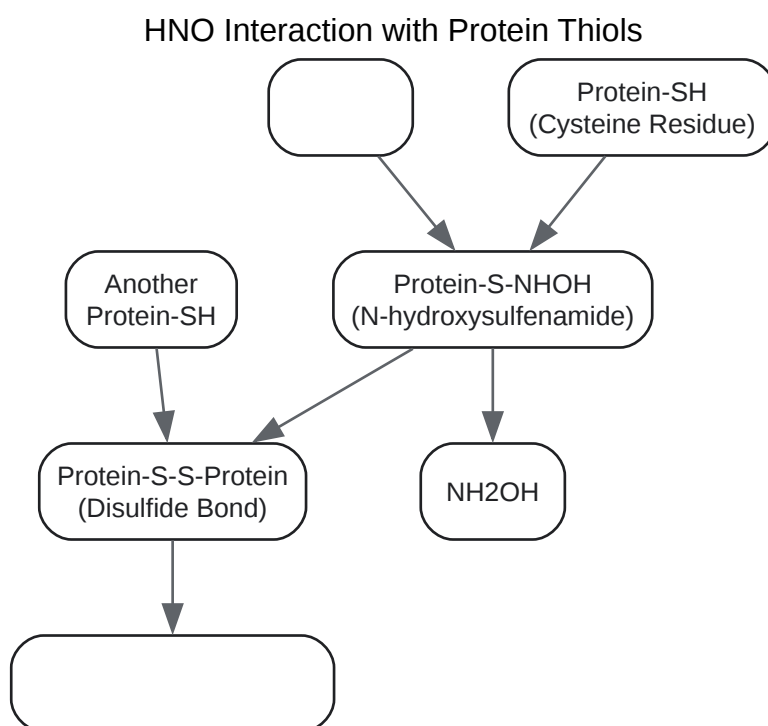 HNO Interaction with Protein Thiols
Protein-SH
(Cysteine Residue)
Another
Protein-SH
Protein-S-NHOH
(N-hydroxysulfenamide)
Protein-S-S-Protein
(Disulfide Bond)
NH2OH